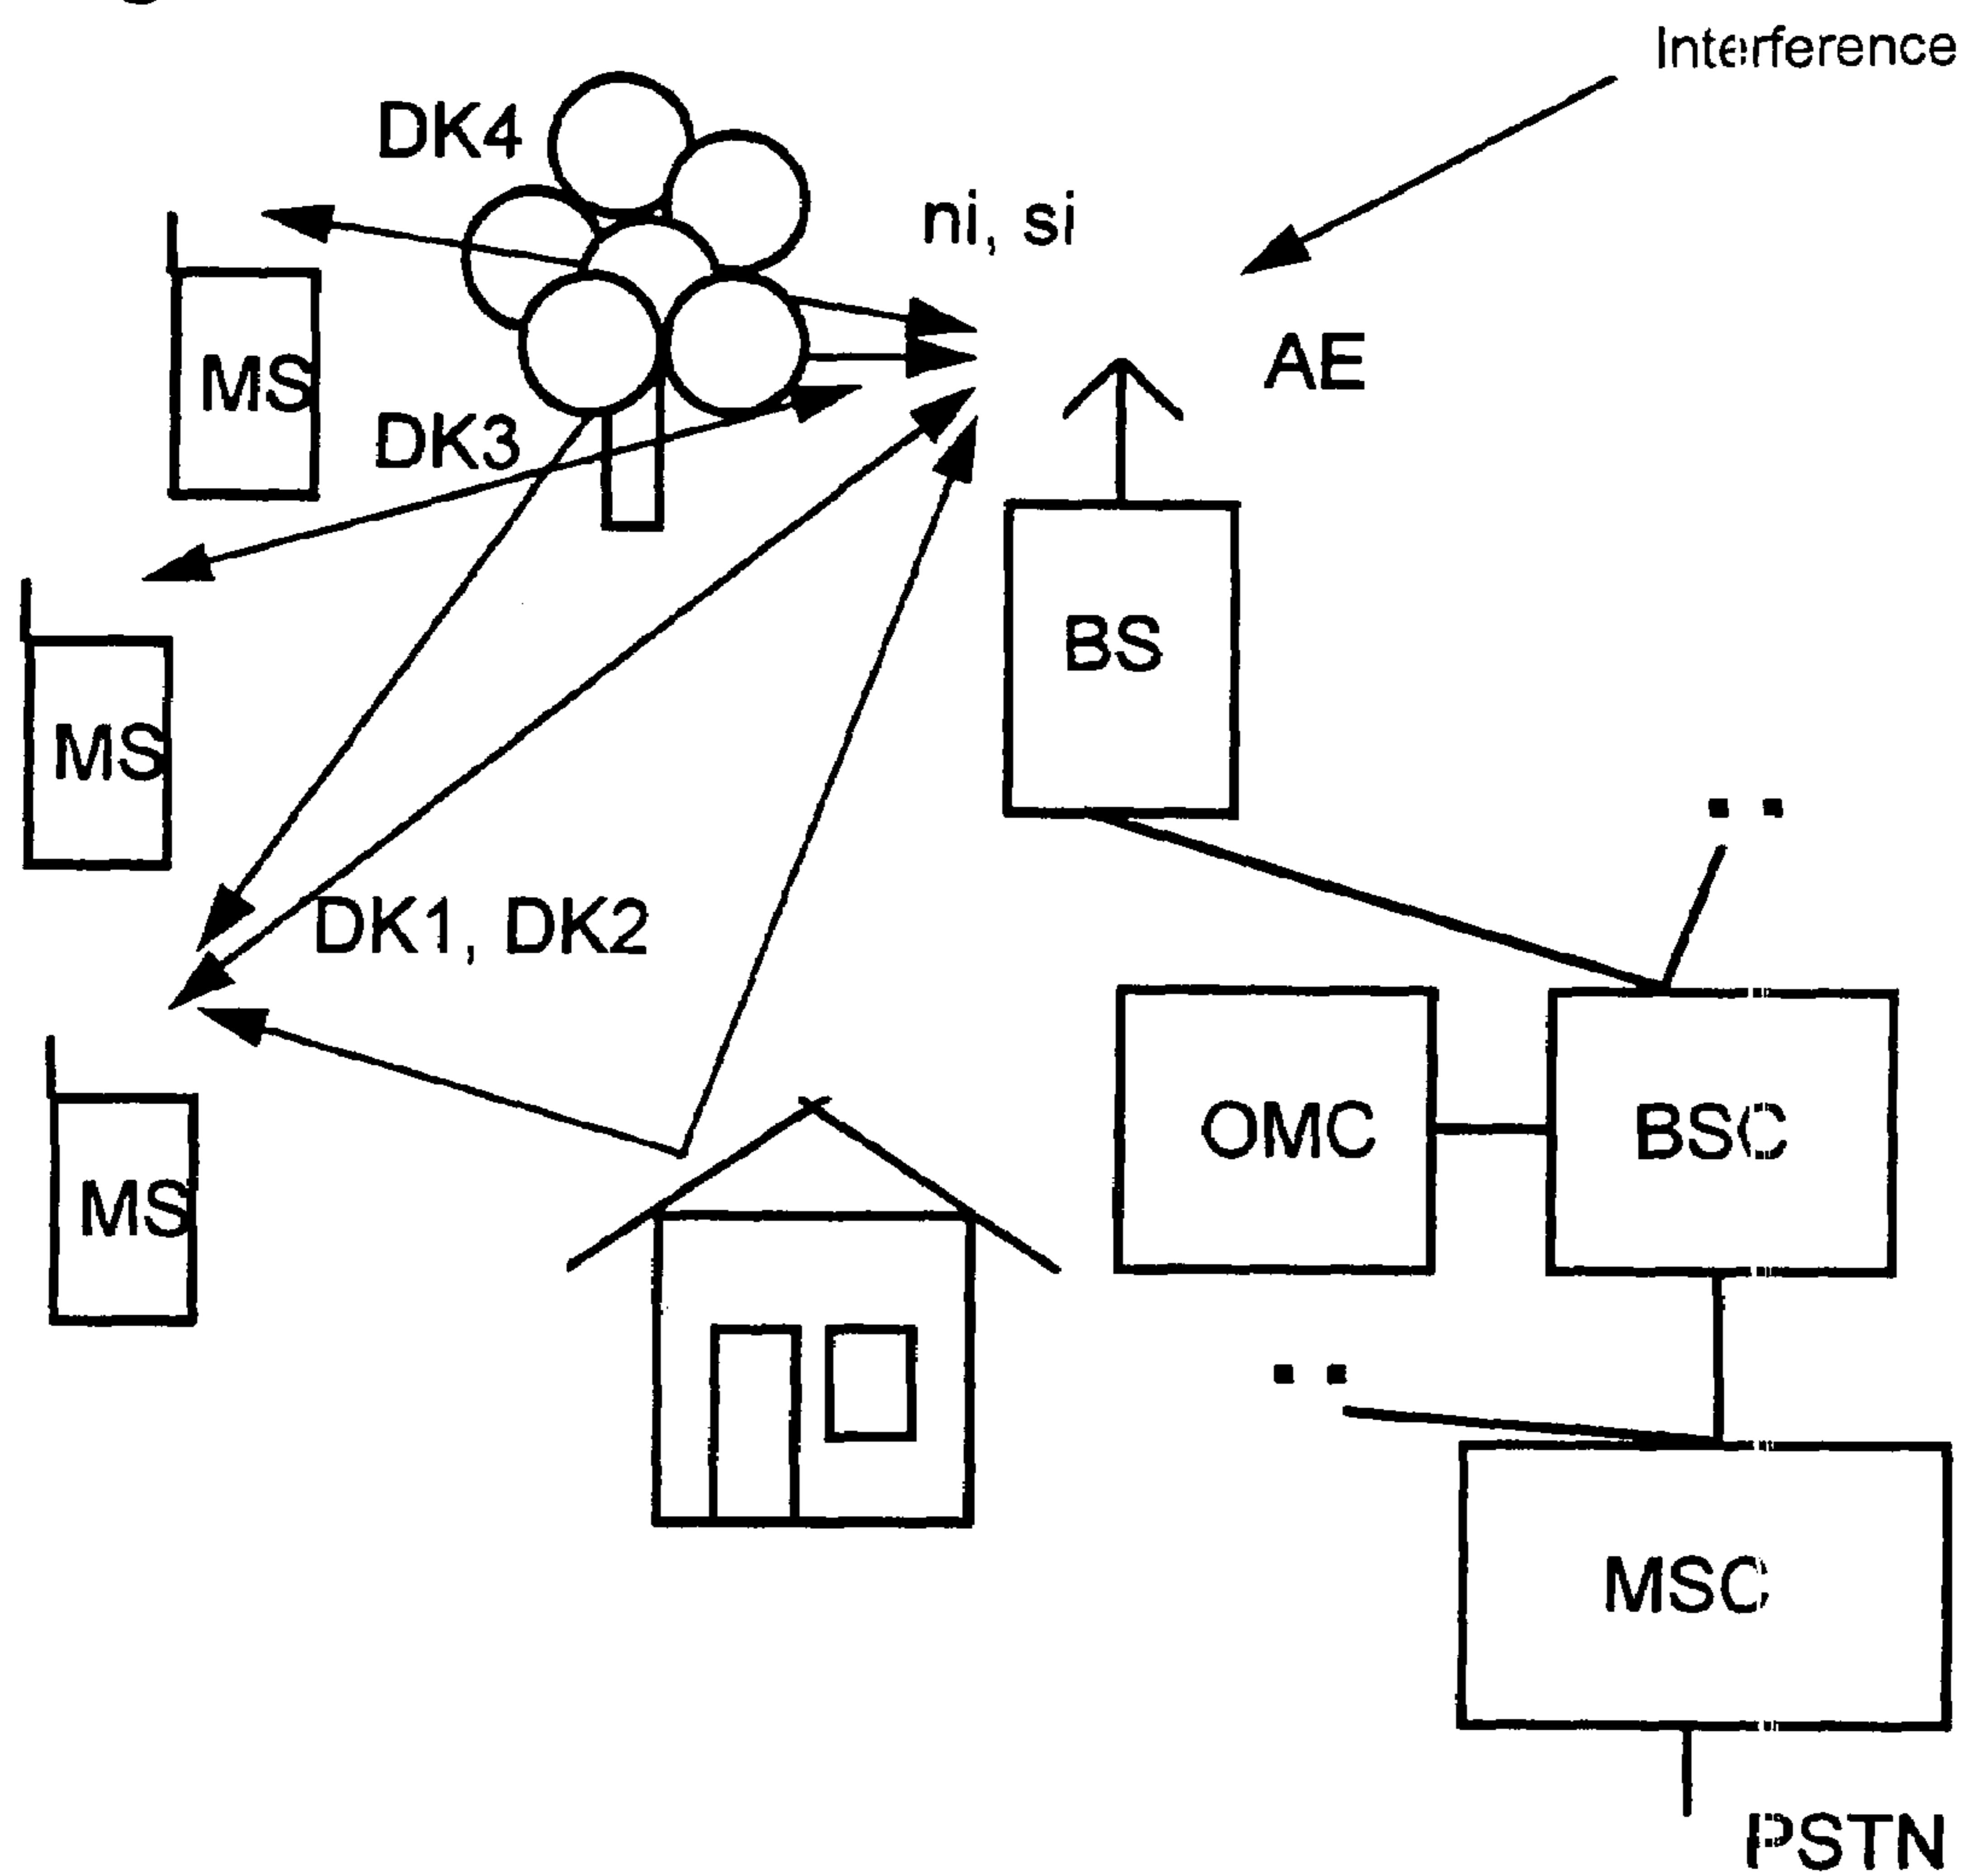 Interference
DK4
ni, si
AE
MS
DK3
BS
MS
DK1, DK2
OMC
BSC
MS
MSC
PSTN